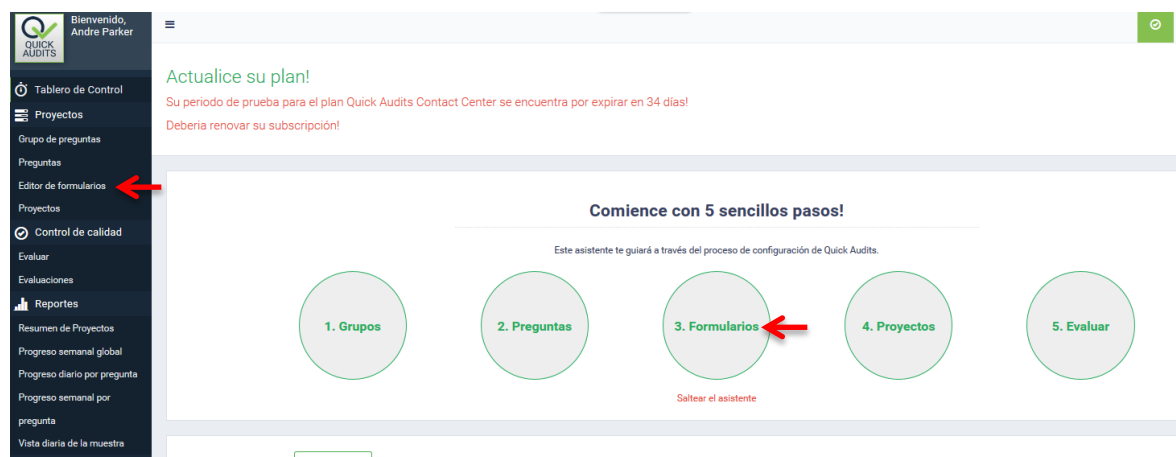 Bienvenido,
Andre Parker
QUICK
AUDITS
Tablero de Control
Proyectos
Grupo de preguntas
Preguntas
Editor de formularios
Proyectos
Control de calidad
Evaluar
Evaluaciones
Reportes
Resumen de Proyectos
Progreso semanal global
Progreso diario por pregunta
Progreso semanal por
pregunta
Vista diaria de la muestra
Actualice su plan!
Su periodo de prueba para el plan Quick Audits Contact Center se encuentra por expirar en 34 días!
Deberia renovar su subscripción!
Comience con 5 sencillos pasos!
Este asistente te guiará a través del proceso de configuración de Quick Audits.
1. Grupos
2. Preguntas
3. Formularios
4. Proyectos
5. Evaluar
Saltear el asistente